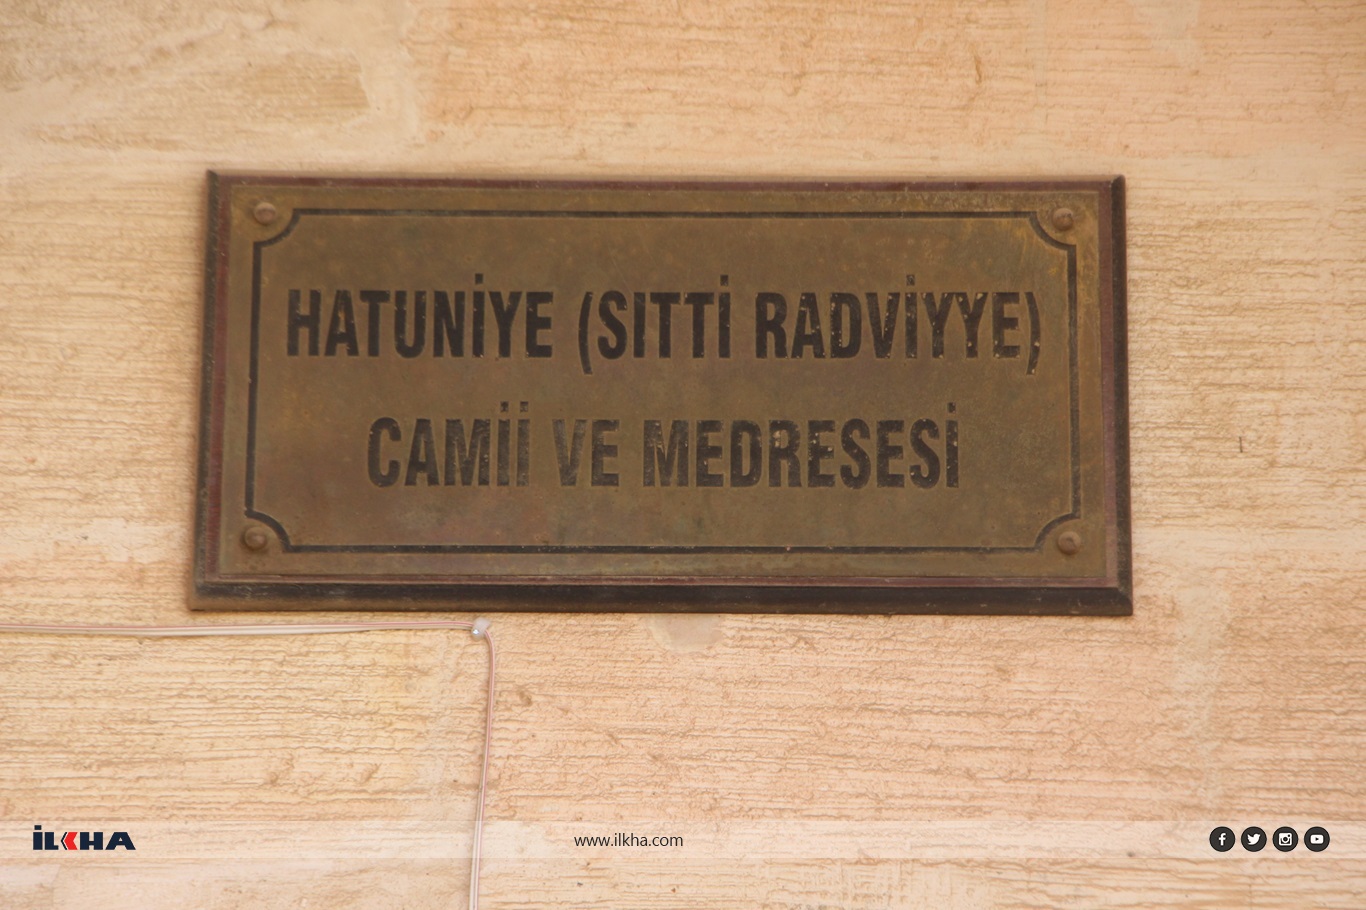 HATUNİYE (SITTİ RADVİYYE)
CAMİİ VE MEDRESESİ
İLKHA
www.ilkha.com